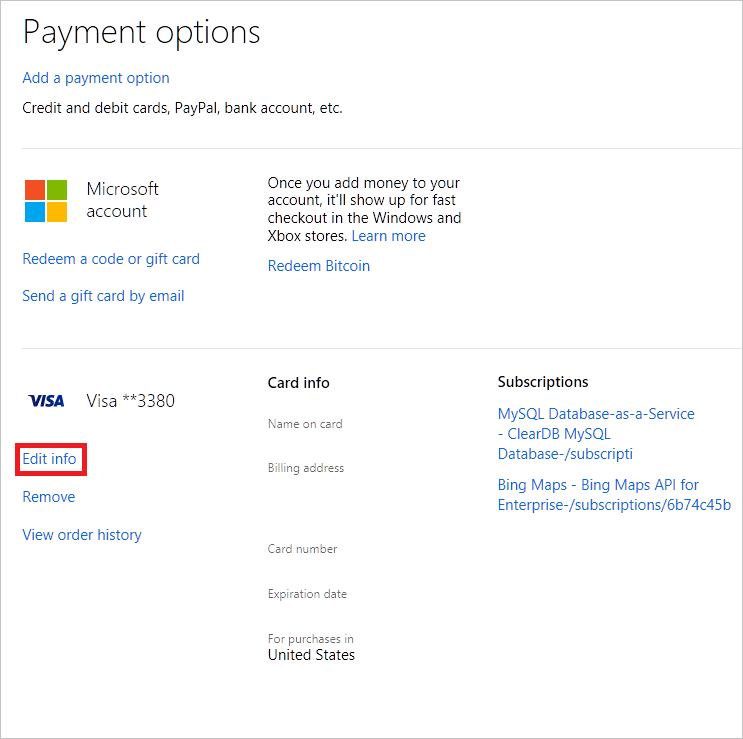 Payment options
Add a payment option
Credit and debit cards, PayPal, bank account, etc.
Microsoft
account
Redeem a code or gift card
Send a gift card by email
Once you add money to your
account, it'll show up for fast
checkout in the Windows and
Xbox stores. Learn more
Redeem Bitcoin
VISA
Visa **3380
Edit info
Remove
View order history
Card info
Name on card
Billing address
Card number
Expiration date
For purchases in
United States
Subscriptions
MySQL Database-as-a-Service
- ClearDB MySQL
Database-/subscripti
Bing Maps - Bing Maps API for
Enterprise-/subscriptions/6b74c45b